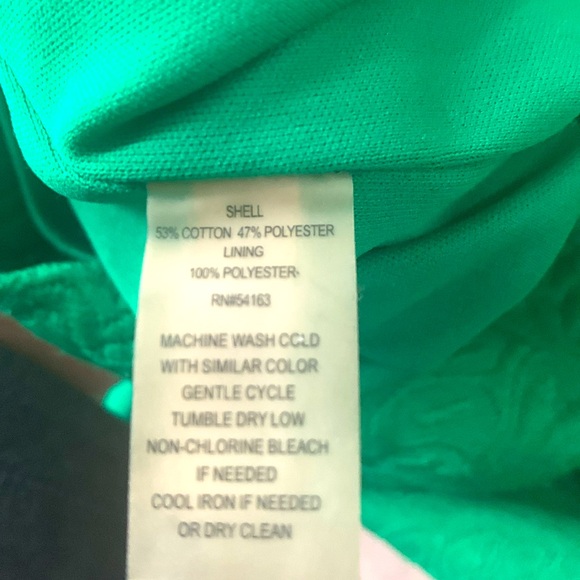 SHELL
53% COTTON 47% POLYESTER
LINING
100% POLYESTER
RN#54163
MACHINE WASH COLD
WITH SIMILAR COLOR
GENTLE CYCLE
TUMBLE DRY LOW
NON-CHLORINE BLEACH
IF NEEDED
COOL IRON IF NEEDED
OR DRY CLEAN